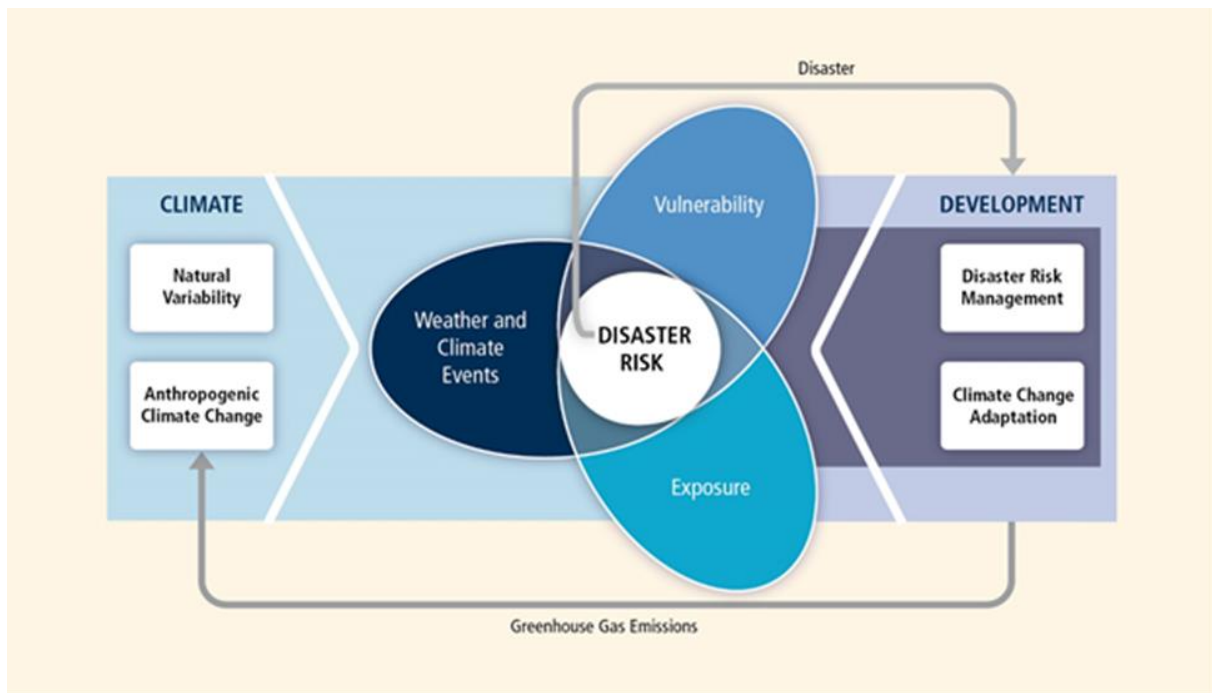 Disaster
CLIMATE
Natural
Variability
Anthropogenic
Climate Change
Weather and
Climate
Events
Vulnerability
DISASTER
RISK
Exposure
DEVELOPMENT
Disaster Risk
Management
Climate Change
Adaptation
Greenhouse Gas Emissions